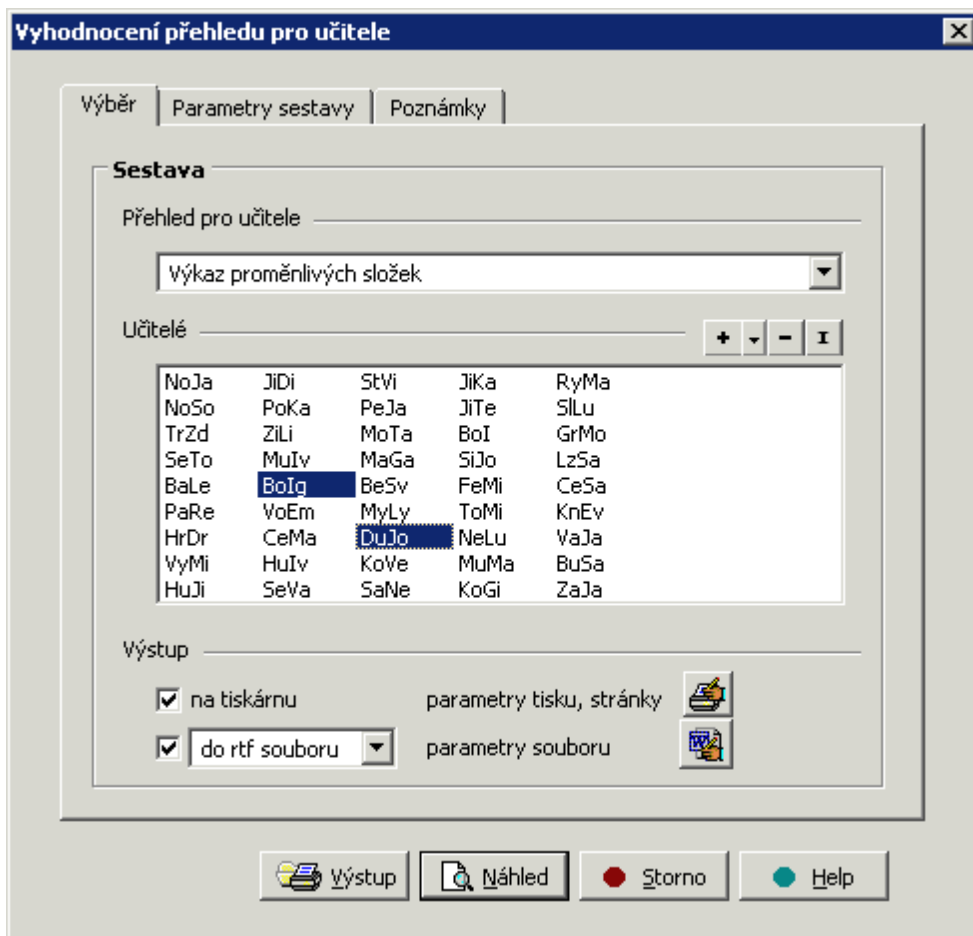 Vyhodnocení přehledu pro učitele
Výběr Parametry sestavy Poznámky
Sestava
Přehled pro učitele
Výkaz proměnlivých složek
Učitelé
NoJa JiDi StVi JiKa RyMa
NoSo PoKa PeJa JiTe SlLu
TrZd ZiLi MoTa BoI GrMo
SeTo MuIv MaGa SiJo LzSa
BaLe BoIg BeSv FeMi CeSa
PaRe VoEm MyLy ToMi KnEv
HrDr CeMa DuJo NeLu VaJa
VyMi HuIv KoVe MuMa BuSa
HuJi SeVa SaNe KoGi ZaJa
Výstup
na tiskárnu parametry tisku, stránky
do rtf souboru parametry souboru
Výstup Náhled Storno Help